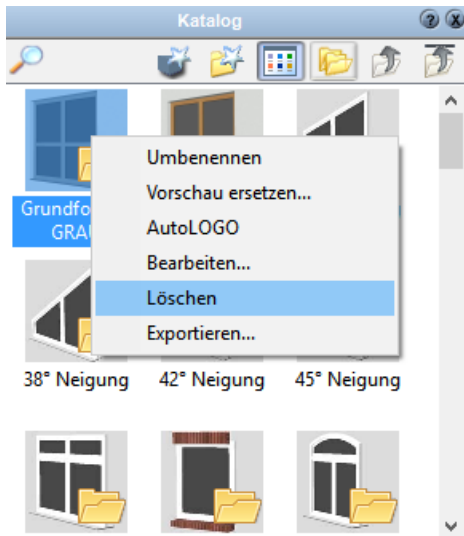 Katalog
Umbenennen
Vorschau ersetzen...
AutoLOGO
Bearbeiten...
Löschen
Exportieren...
38° Neigung 42° Neigung 45° Neigung